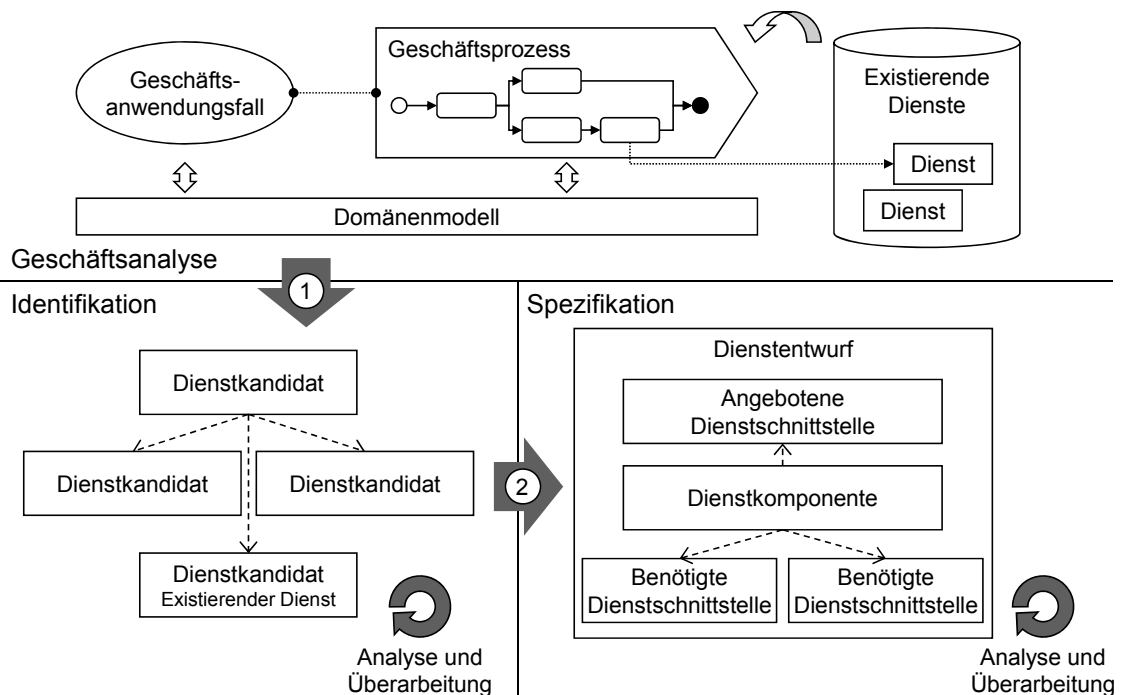 Geschäfts-
anwendungsfall
Geschäftsprozess
Existierende
Dienste
Dienst
Dienst
Domänenmodell
Geschäftsanalyse
1
Identifikation
Dienstkandidat
Dienstkandidat
Dienstkandidat
Dienstkandidat
Existierender Dienst
Analyse und
Überarbeitung
2
Spezifikation
Dienstentwurf
Angebotene
Dienstschnittstelle
Dienstkomponente
Benötigte
Dienstschnittstelle
Benötigte
Dienstschnittstelle
Analyse und
Überarbeitung